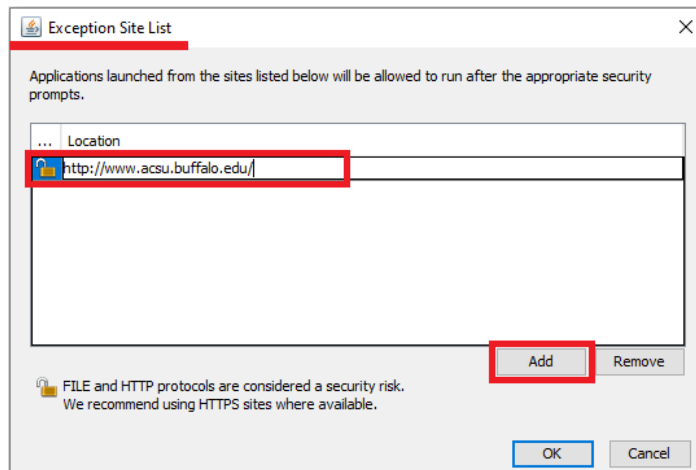 Exception Site List
Applications launched from the sites listed below will be allowed to run after the appropriate security
prompts.
... Location
http://www.acsu.buffalo.edu/
Add Remove
FILE and HTTP protocols are considered a security risk.
We recommend using HTTPS sites where available.
OK Cancel